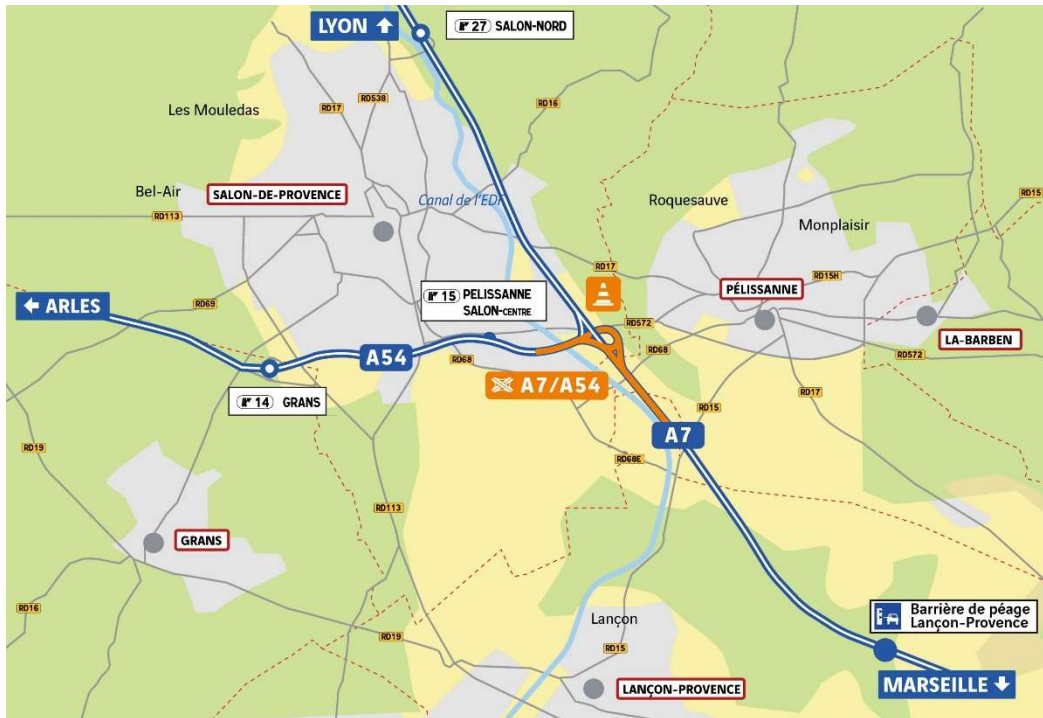 LYON ↑
27 SALON-NORD
RD538
RD17
RD16
Les Mouledas
Bel-Air
SALON-DE-PROVENCE
Canal de l'EDF
Roquesauve
Monplaisir
RD15
RD113
RD17
RD15H
← ARLES
RD69
15 PELISSANNE
SALON-CENTRE
PÉLISSANNE
RD572
LA-BARBEN
A54
RD68
RD68
RD572
A7/A54
14 GRANS
RD15
RD17
A7
RD19
RD68E
RD113
GRANS
RD16
Lançon
Barrière de péage
Lançon-Provence
RD19
RD15
LANÇON-PROVENCE
MARSEILLE ↓